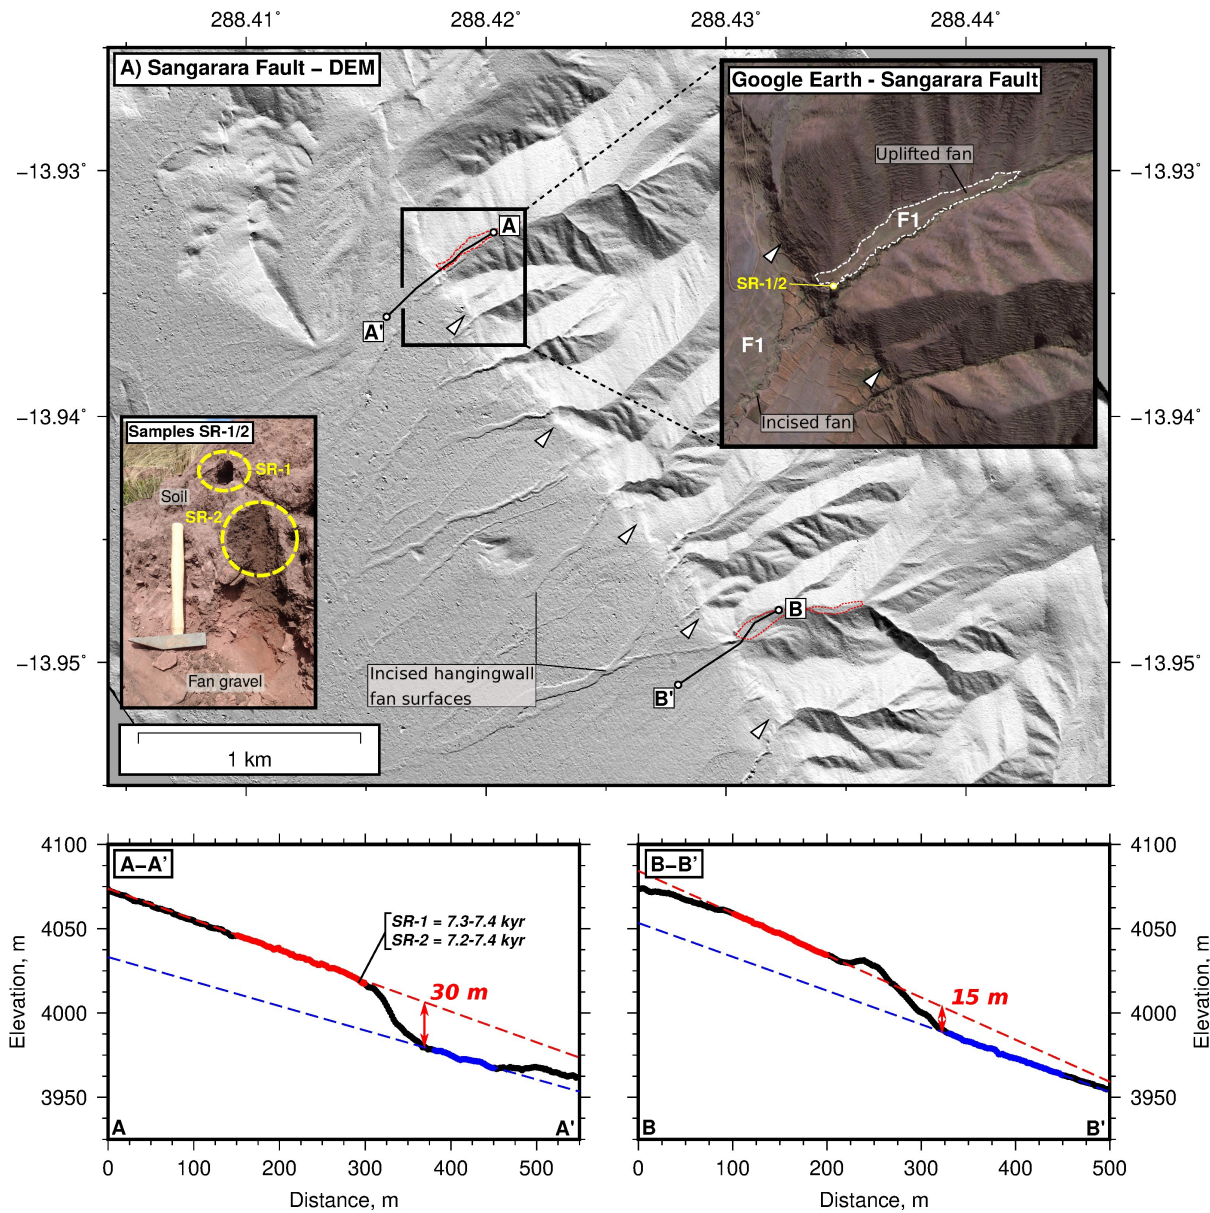 288.41°
288.42°
288.43°
288.44°
A) Sangarara Fault – DEM
Google Earth - Sangarara Fault
Uplifted fan
F1
SR-1/2
F1
Incised fan
−13.93°
−13.93°
A
A'
−13.94°
−13.94°
Samples SR-1/2
SR-1
Soil
SR-2
Fan gravel
B
B'
−13.95°
−13.95°
Incised hangingwall
fan surfaces
1 km
4100
4050
4000
3950
Elevation, m
A−A'
SR-1 = 7.3-7.4 kyr
SR-2 = 7.2-7.4 kyr
30 m
A
A'
0
100
200
300
400
500
Distance, m
B−B'
15 m
B
B'
0
100
200
300
400
500
Distance, m
4100
4050
4000
3950
Elevation, m